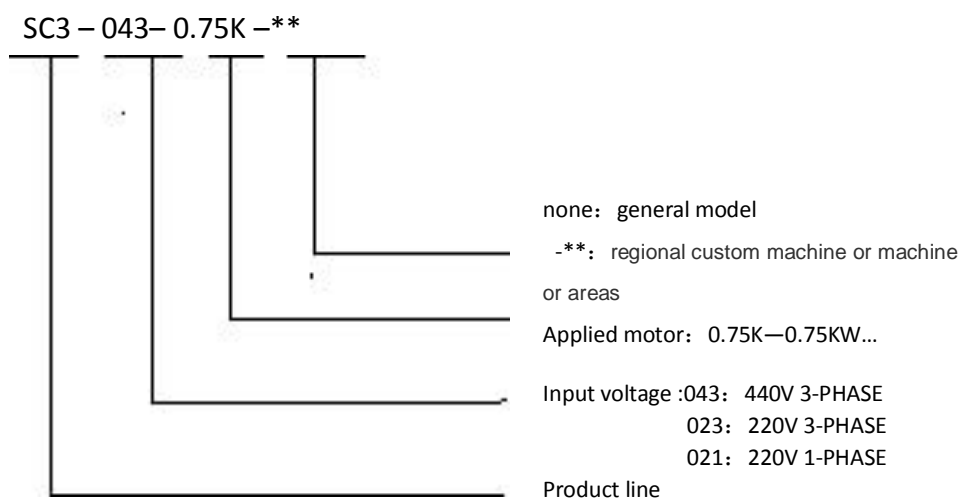 SC3 – 043– 0.75K –**
none：general model
-**：regional custom machine or machine
or areas
Applied motor：0.75K—0.75KW…
Input voltage :043：440V 3-PHASE
023：220V 3-PHASE
021：220V 1-PHASE
Product line